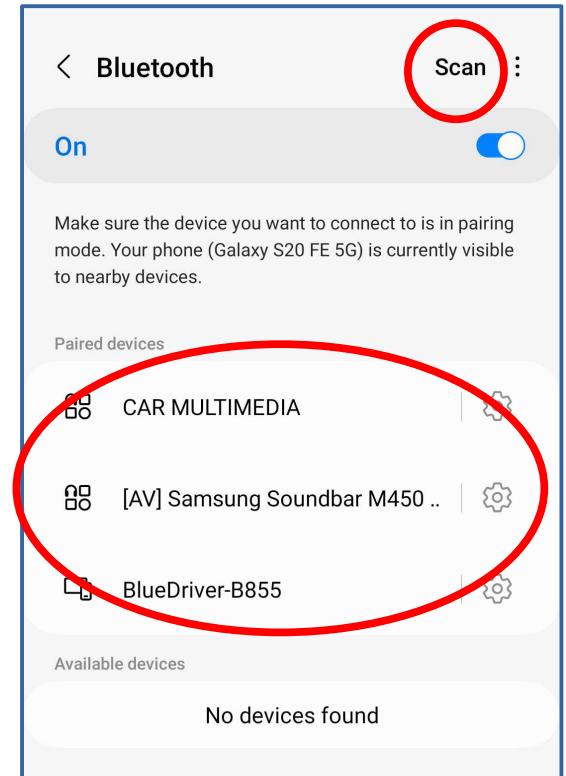 Bluetooth Scan
On
Make sure the device you want to connect to is in pairing
mode. Your phone (Galaxy S20 FE 5G) is currently visible
to nearby devices.
Paired devices
CAR MULTIMEDIA
[AV] Samsung Soundbar M450 ..
BlueDriver-B855
Available devices
No devices found